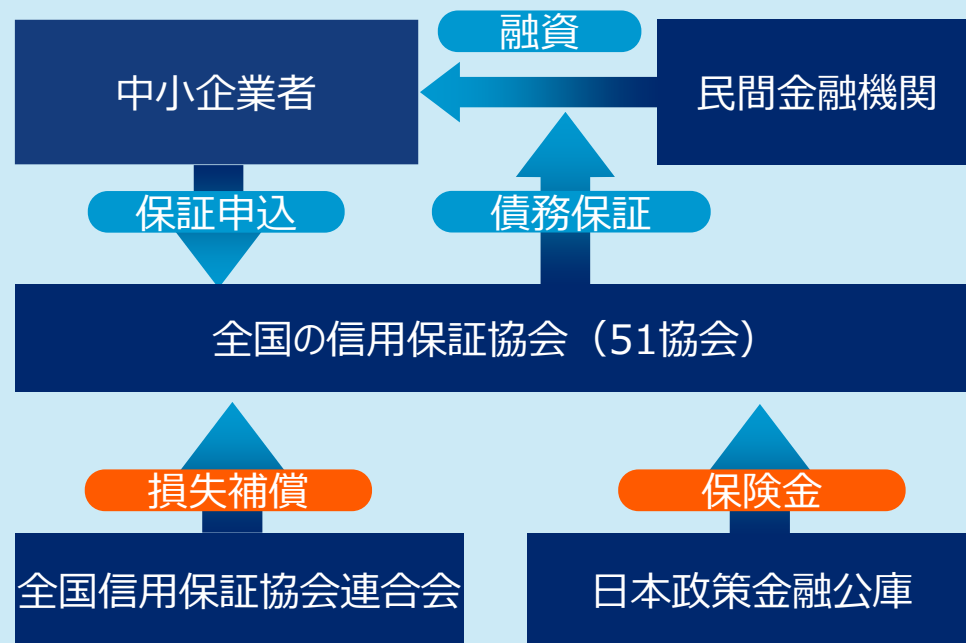 融資
中小企業者
民間金融機関
保証申込
債務保証
全国の信用保証協会（51協会）
損失補償
保険金
全国信用保証協会連合会
日本政策金融公庫